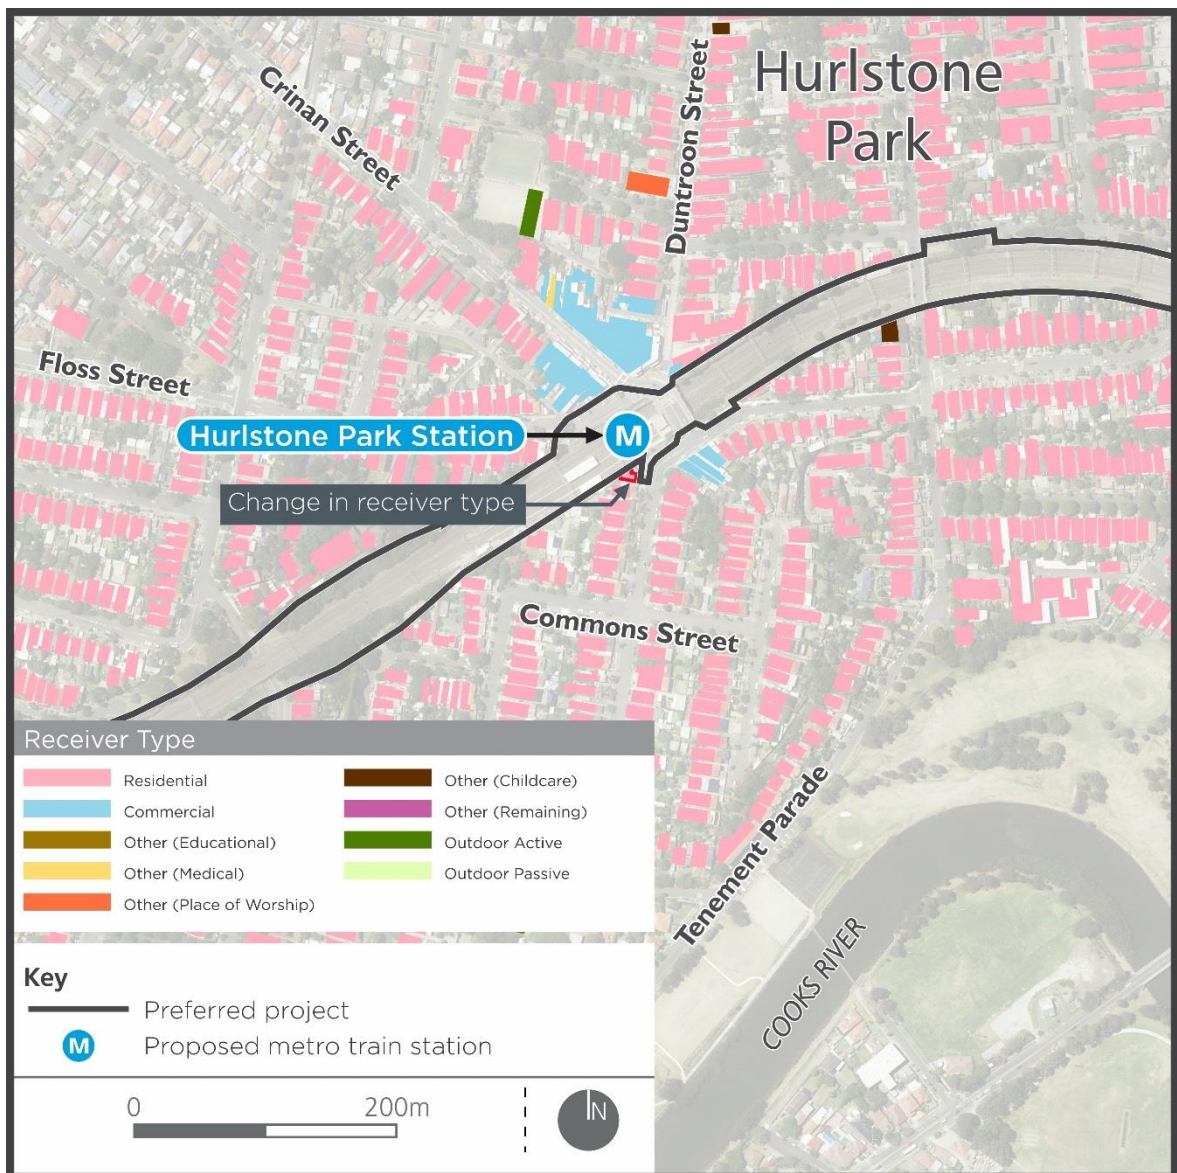 Hurlstone
Park
Crinan Street
Duntroon Street
Floss Street
Hurlstone Park Station
M
Change in receiver type
Commons Street
Tenement Parade
COOKS RIVER
Receiver Type
Residential
Commercial
Other (Educational)
Other (Medical)
Other (Place of Worship)
Other (Childcare)
Other (Remaining)
Outdoor Active
Outdoor Passive
Key
Preferred project
M
Proposed metro train station
0
200m
N